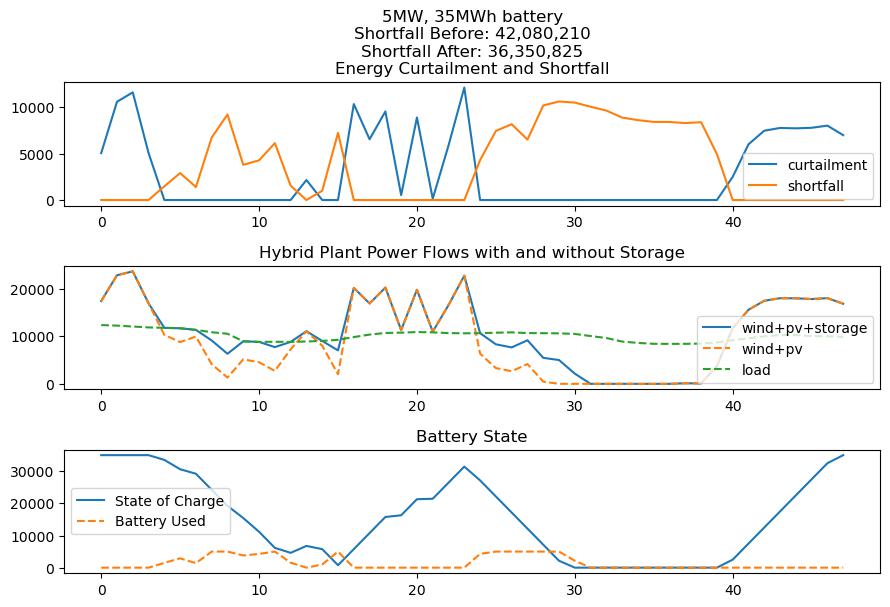 5MW, 35MWh battery
Shortfall Before: 42,080,210
Shortfall After: 36,350,825
Energy Curtailment and Shortfall
10000
5000
0
curtailment
shortfall
0 10 20 30 40
Hybrid Plant Power Flows with and without Storage
20000
10000
0
wind+pv+storage
wind+pv
load
0 10 20 30 40
Battery State
30000
20000
10000
0
State of Charge
Battery Used
0 10 20 30 40